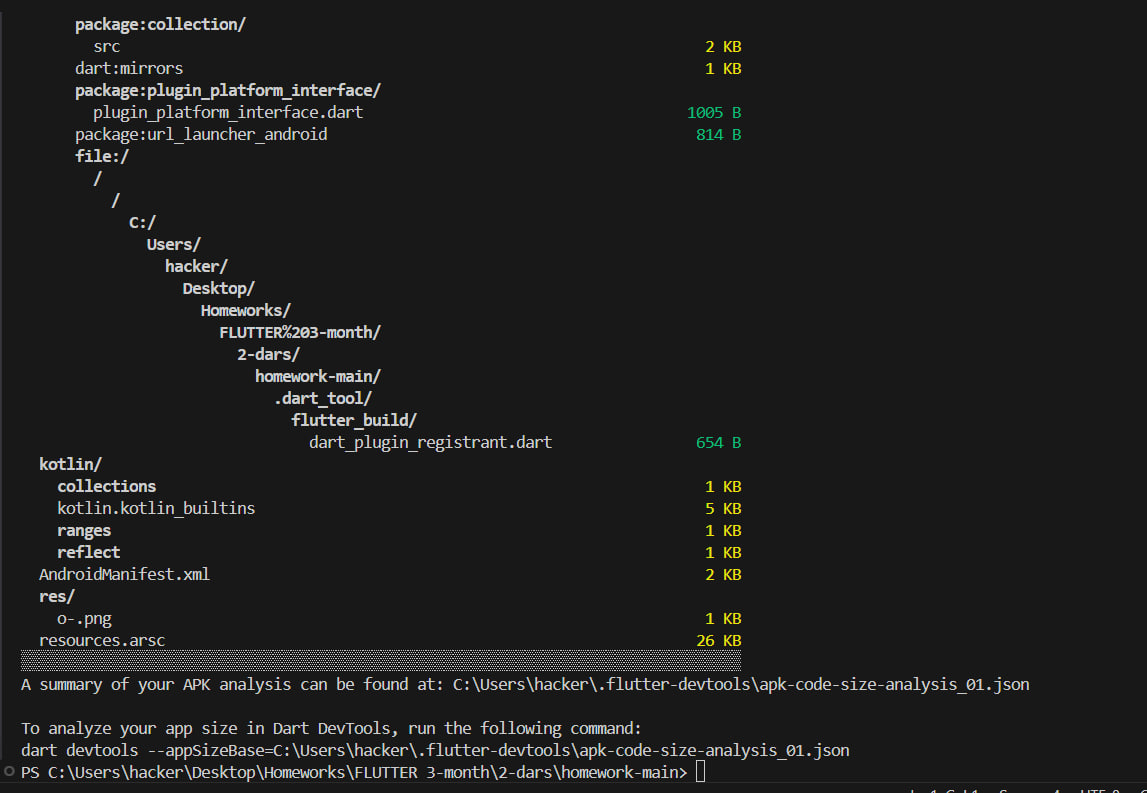 package:collection/
src 2 KB
dart:mirrors 1 KB
package:plugin_platform_interface/
plugin_platform_interface.dart 1005 B
package:url_launcher_android 814 B
file:/
/
/
C:/
Users/
hacker/
Desktop/
Homeworks/
FLUTTER%203-month/
2-dars/
homework-main/
.dart_tool/
flutter_build/
dart_plugin_registrant.dart 654 B
kotlin/
collections 1 KB
kotlin.kotlin_builtins 5 KB
ranges 1 KB
reflect 1 KB
AndroidManifest.xml 2 KB
res/
o-.png 1 KB
resources.arsc 26 KB
A summary of your APK analysis can be found at: C:\Users\hacker\.flutter-devtools\apk-code-size-analysis_01.json
To analyze your app size in Dart DevTools, run the following command:
dart devtools --appSizeBase=C:\Users\hacker\.flutter-devtools\apk-code-size-analysis_01.json
PS C:\Users\hacker\Desktop\Homeworks\FLUTTER 3-month\2-dars\homework-main>